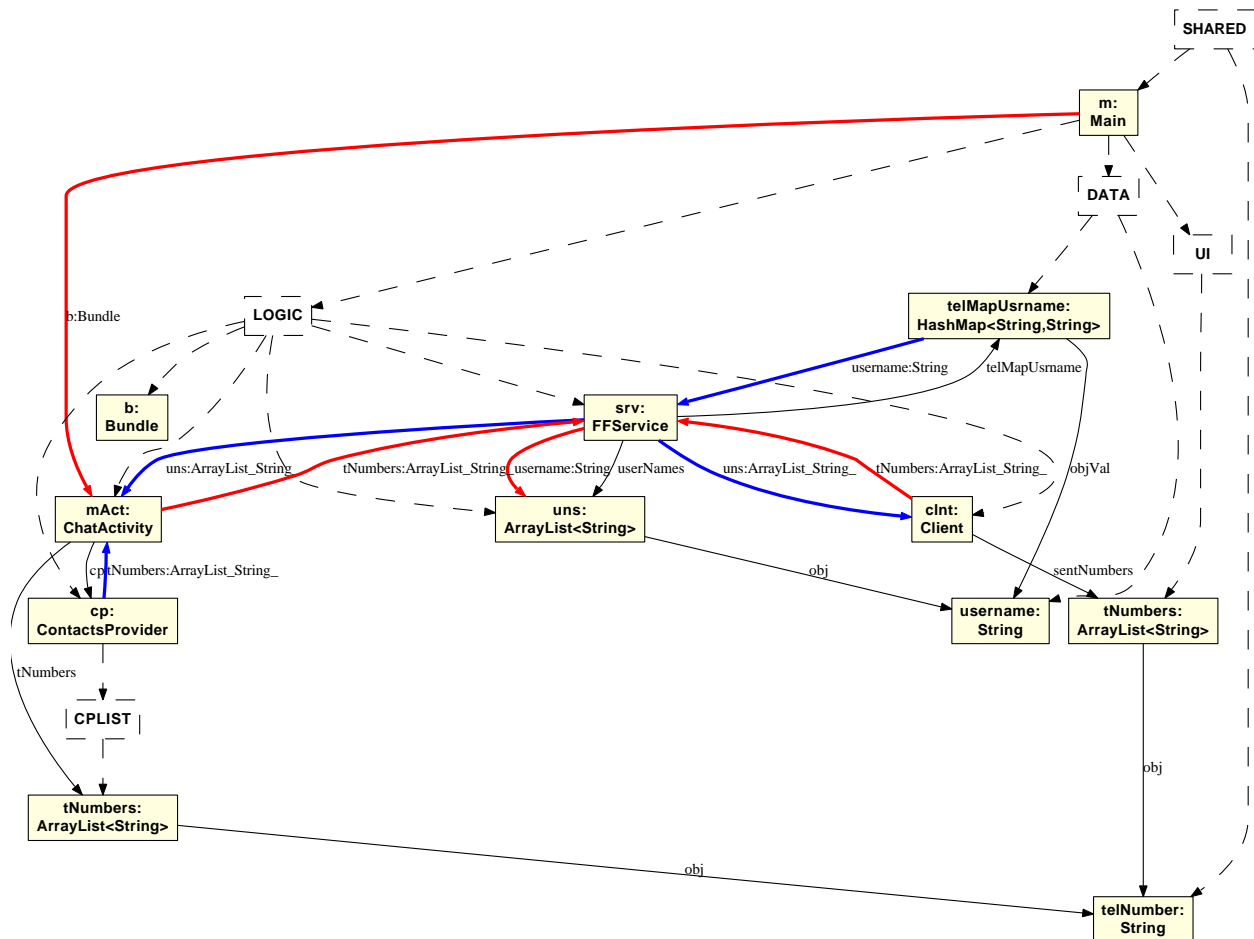 SHARED
m:
Main
DATA
UI
LOGIC
telMapUsrname:
HashMap<String,String>
b:Bundle
username:String
telMapUsrname
b:
Bundle
srv:
FFService
uns:ArrayList_String_
tNumbers:ArrayList_String_
username:String
userNames
uns:ArrayList_String_
tNumbers:ArrayList_String_
objVal
mAct:
ChatActivity
uns:
ArrayList<String>
clnt:
Client
cp
tNumbers:ArrayList_String_
obj
sentNumbers
cp:
ContactsProvider
username:
String
tNumbers:
ArrayList<String>
tNumbers
CPLIST
obj
tNumbers:
ArrayList<String>
obj
telNumber:
String